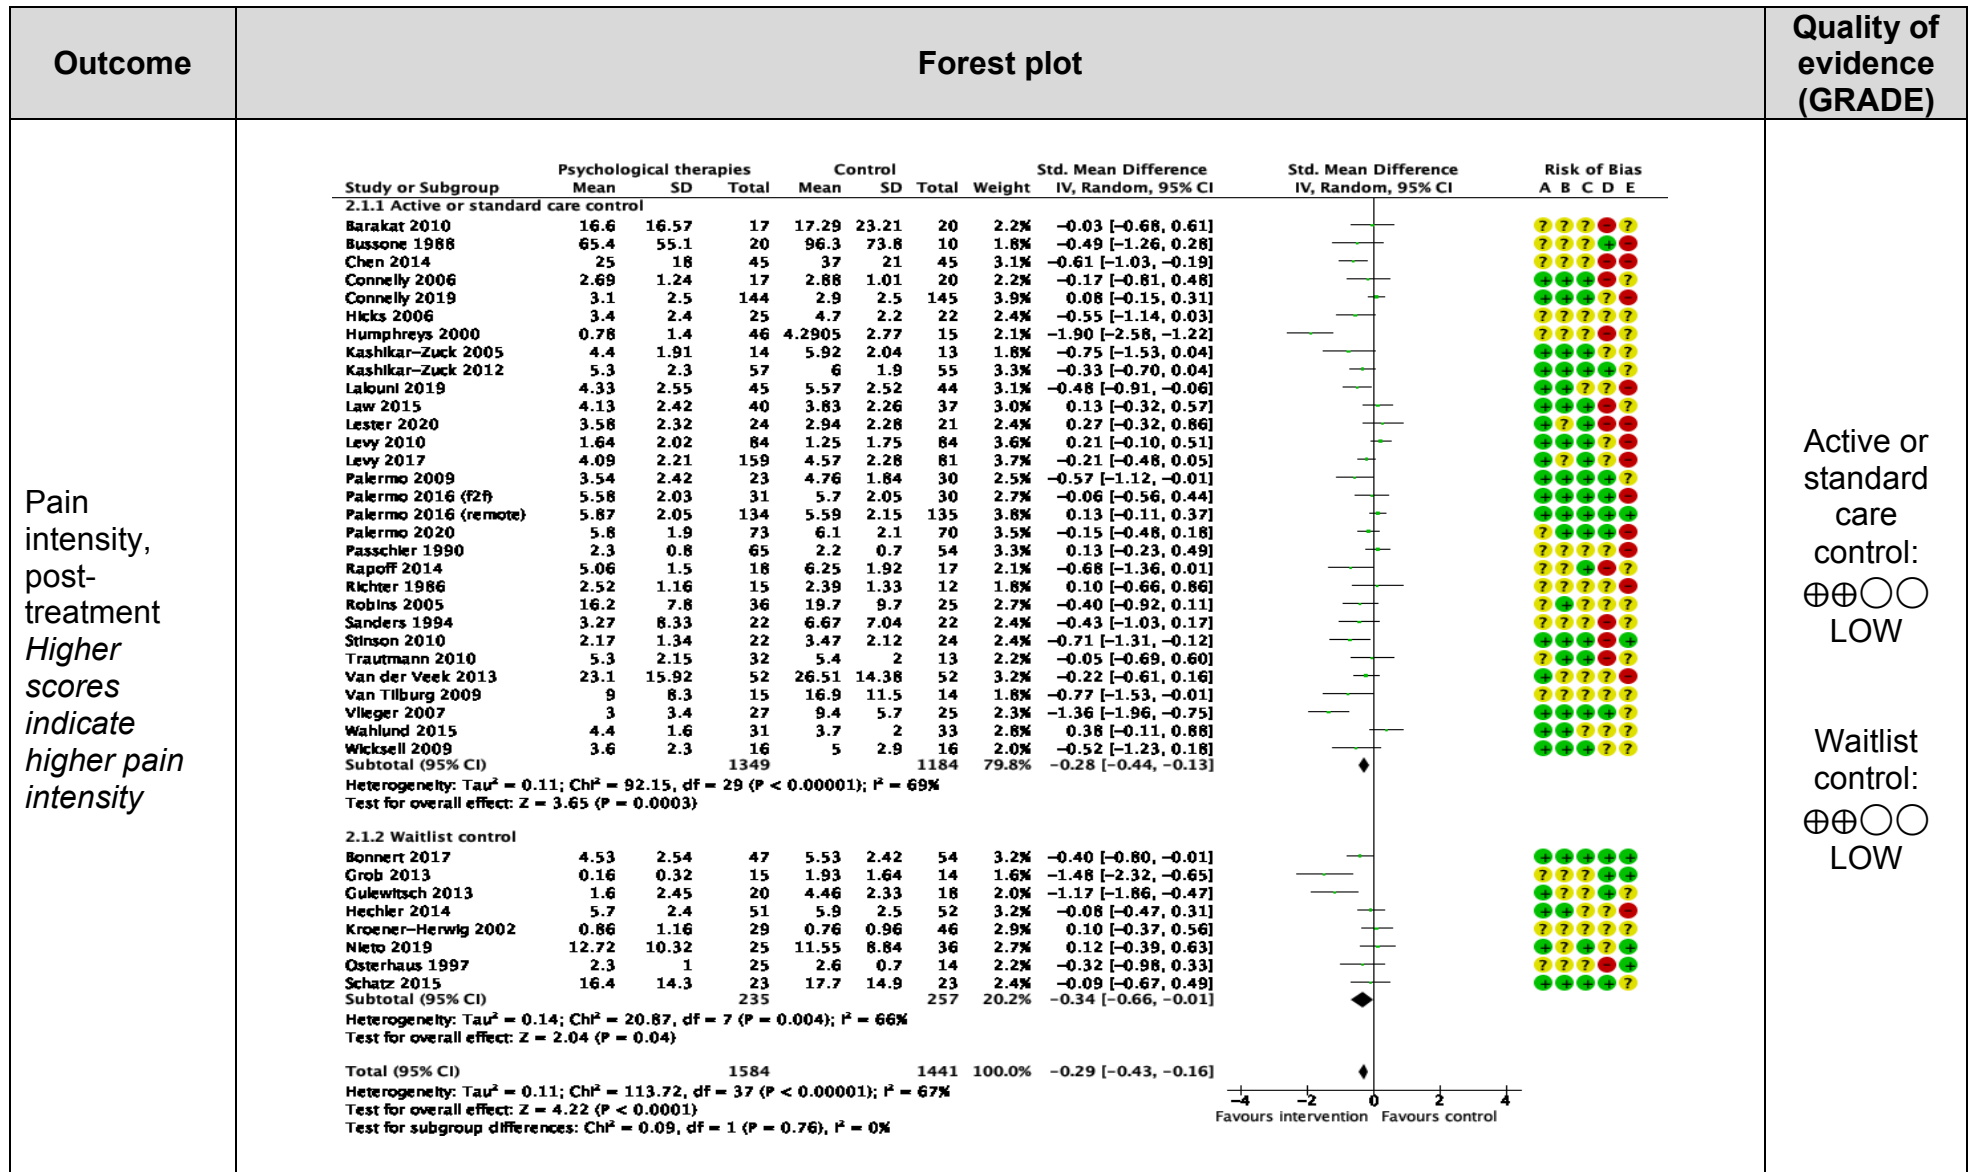 Outcome
Forest plot
Quality of
evidence
(GRADE)
Pain
intensity,
post-
treatment
Higher
scores
indicate
higher pain
intensity
Psychological therapies Control Std. Mean Difference Std. Mean Difference Risk of Bias
Study or Subgroup Mean SD Total Mean SD Total Weight IV, Random, 95% CI IV, Random, 95% CI A B C D E
2.1.1 Active or standard care control
Barakat 2010 16.6 16.57 17 17.29 23.21 20 2.2% −0.03 [−0.68, 0.61] ? ? ? − ?
Bussone 1988 65.4 55.1 20 96.3 73.8 10 1.8% −0.49 [−1.26, 0.28] ? ? ? + −
Chen 2014 25 18 45 37 21 45 3.1% −0.61 [−1.03, −0.19] ? ? ? − −
Connelly 2006 2.69 1.24 17 2.88 1.01 20 2.2% −0.17 [−0.81, 0.48] + + + − ?
Connelly 2019 3.1 2.5 144 2.9 2.5 145 3.9% 0.08 [−0.15, 0.31] + + + ? −
Hicks 2006 3.4 2.4 25 4.7 2.2 22 2.4% −0.55 [−1.14, 0.03] ? ? ? ? ?
Humphreys 2000 0.78 1.4 46 4.2905 2.77 15 2.1% −1.90 [−2.58, −1.22] ? ? ? − ?
Kashikar−Zuck 2005 4.4 1.91 14 5.92 2.04 13 1.8% −0.75 [−1.53, 0.04] + + + ? ?
Kashikar−Zuck 2012 5.3 2.3 57 6 1.9 55 3.3% −0.33 [−0.70, 0.04] + + + + ?
Lalouni 2019 4.33 2.55 45 5.57 2.52 44 3.1% −0.48 [−0.91, −0.06] + + ? ? −
Law 2015 4.13 2.42 40 3.83 2.26 37 3.0% 0.13 [−0.32, 0.57] + + + − ?
Lester 2020 3.58 2.32 24 2.94 2.28 21 2.4% 0.27 [−0.32, 0.86] + ? + − −
Levy 2010 1.64 2.02 84 1.25 1.75 84 3.6% 0.21 [−0.10, 0.51] + + + ? −
Levy 2017 4.09 2.21 159 4.57 2.28 81 3.7% −0.21 [−0.48, 0.05] + ? + ? −
Palermo 2009 3.54 2.42 23 4.76 1.84 30 2.5% −0.57 [−1.12, −0.01] + + + + ?
Palermo 2016 (f2f) 5.58 2.03 31 5.7 2.05 30 2.7% −0.06 [−0.56, 0.44] + + + + −
Palermo 2016 (remote) 5.87 2.05 134 5.59 2.15 135 3.8% 0.13 [−0.11, 0.37] + + + + +
Palermo 2020 5.8 1.9 73 6.1 2.1 70 3.5% −0.15 [−0.48, 0.18] ? + + + −
Passchier 1990 2.3 0.8 65 2.2 0.7 54 3.3% 0.13 [−0.23, 0.49] ? ? ? ? −
Rapoff 2014 5.06 1.5 18 6.25 1.92 17 2.1% −0.68 [−1.36, 0.01] ? ? + − ?
Richter 1986 2.52 1.16 15 2.39 1.33 12 1.8% 0.10 [−0.66, 0.86] ? ? ? ? −
Robins 2005 16.2 7.8 36 19.7 9.7 25 2.7% −0.40 [−0.92, 0.11] ? + ? ? ?
Sanders 1994 3.27 8.33 22 6.67 7.04 22 2.4% −0.43 [−1.03, 0.17] ? ? ? − ?
Stinson 2010 2.17 1.34 22 3.47 2.12 24 2.4% −0.71 [−1.31, −0.12] + + + − +
Trautmann 2010 5.3 2.15 32 5.4 2 13 2.2% −0.05 [−0.69, 0.60] ? + + − ?
Van der Veek 2013 23.1 15.92 52 26.51 14.38 52 3.2% −0.22 [−0.61, 0.16] + ? ? ? −
Van Tilburg 2009 9 8.3 15 16.9 11.5 14 1.8% −0.77 [−1.53, −0.01] ? ? ? ? ?
Vlieger 2007 3 3.4 27 9.4 5.7 25 2.3% −1.36 [−1.96, −0.75] + + + + ?
Wahlund 2015 4.4 1.6 31 3.7 2 33 2.8% 0.38 [−0.11, 0.88] + + ? ? ?
Wicksell 2009 3.6 2.3 16 5 2.9 16 2.0% −0.52 [−1.23, 0.18] + + + ? ?
Subtotal (95% CI) 1349 1184 79.8% −0.28 [−0.44, −0.13]
Heterogeneity: Tau² = 0.11; Chi² = 92.15, df = 29 (P < 0.00001); I² = 69%
Test for overall effect: Z = 3.65 (P = 0.0003)
2.1.2 Waitlist control
Bonnert 2017 4.53 2.54 47 5.53 2.42 54 3.2% −0.40 [−0.80, −0.01] + + + + +
Grob 2013 0.16 0.32 15 1.93 1.64 14 1.6% −1.48 [−2.32, −0.65] ? ? ? + +
Gulewitsch 2013 1.6 2.45 20 4.46 2.33 18 2.0% −1.17 [−1.86, −0.47] + ? ? + ?
Hechler 2014 5.7 2.4 51 5.9 2.5 52 3.2% −0.08 [−0.47, 0.31] + + ? ? −
Kroener−Herwig 2002 0.86 1.16 29 0.76 0.96 46 2.9% 0.10 [−0.37, 0.56] ? ? ? ? ?
Nieto 2019 12.72 10.32 25 11.55 8.84 36 2.7% 0.12 [−0.39, 0.63] + ? + ? +
Osterhaus 1997 2.3 1 25 2.6 0.7 14 2.2% −0.32 [−0.98, 0.33] ? ? ? − +
Schatz 2015 16.4 14.3 23 17.7 14.9 23 2.4% −0.09 [−0.67, 0.49] + + + + ?
Subtotal (95% CI) 235 257 20.2% −0.34 [−0.66, −0.01]
Heterogeneity: Tau² = 0.14; Chi² = 20.87, df = 7 (P = 0.004); I² = 66%
Test for overall effect: Z = 2.04 (P = 0.04)
Total (95% CI) 1584 1441 100.0% −0.29 [−0.43, −0.16]
Heterogeneity: Tau² = 0.11; Chi² = 113.72, df = 37 (P < 0.00001); I² = 67%
Test for overall effect: Z = 4.22 (P < 0.0001)
Test for subgroup differences: Chi² = 0.09, df = 1 (P = 0.76), I² = 0%
−4 −2 0 2 4
Favours intervention Favours control
Active or
standard
care
control:
⊕⊕◯◯
LOW
Waitlist
control:
⊕⊕◯◯
LOW